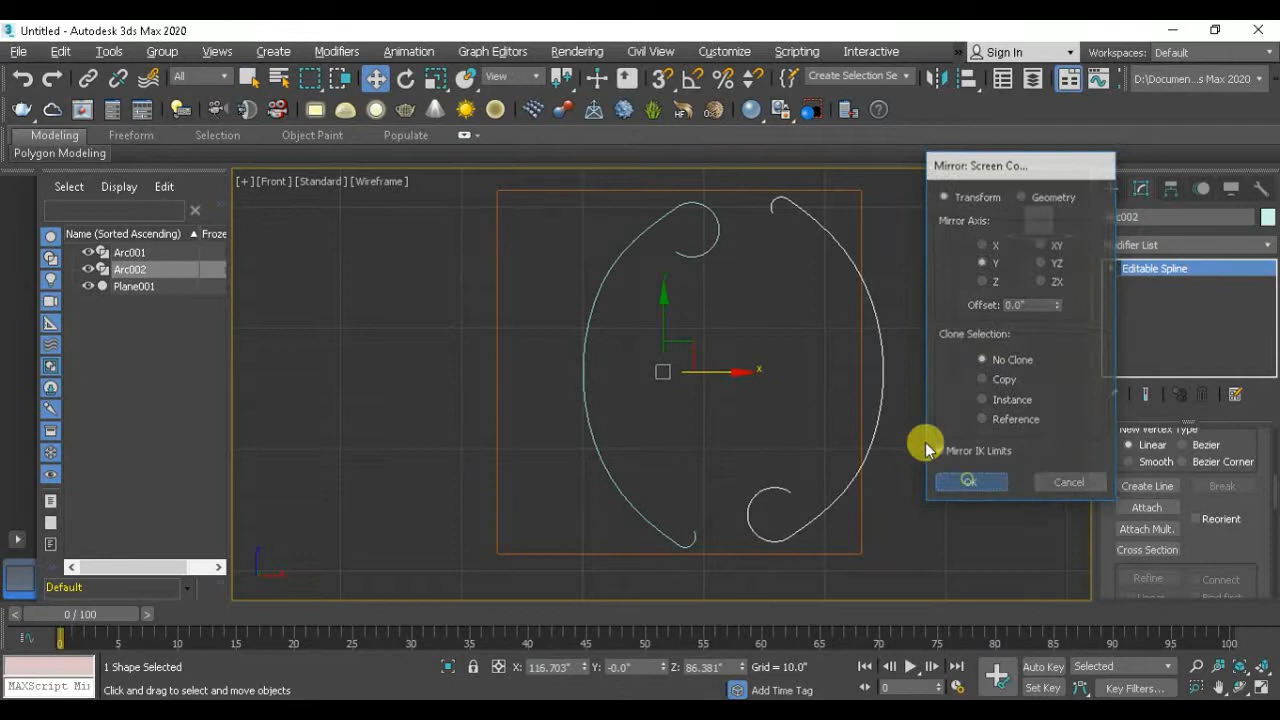 Untitled - Autodesk 3ds Max 2020
File Edit Tools Group Views Create Modifiers Animation Graph Editors Rendering Civil View Customize Scripting Interactive » Sign In Workspaces: Default
All View Create Selection Se D:\Documen...s Max 2020
Modeling Freeform Selection Object Paint Populate
Polygon Modeling
Select Display Edit
[+] [Front] [Standard] [Wireframe]
Name (Sorted Ascending) Froze
Arc001
Arc002
Plane001
Default
Mirror: Screen Co...
Transform Geometry
Mirror Axis:
X XY
Y YZ
Z ZX
Offset: 0.0"
Clone Selection:
No Clone
Copy
Instance
Reference
Mirror IK Limits
OK Cancel
x
Arc002
Modifier List
Editable Spline
New Vertex Type
Linear Bezier
Smooth Bezier Corner
Create Line Break
Attach Reorient
Attach Mult.
Cross Section
Refine Connect
0 / 100
0 5 10 15 20 25 30 35 40 45 50 55 60 65 70 75 80 85 90 95 100
1 Shape Selected X: 116.703" Y: -0.0" Z: 86.381" Grid = 10.0" Auto Key Selected
MAXScript Mi Click and drag to select and move objects Add Time Tag 0 Set Key Key Filters...